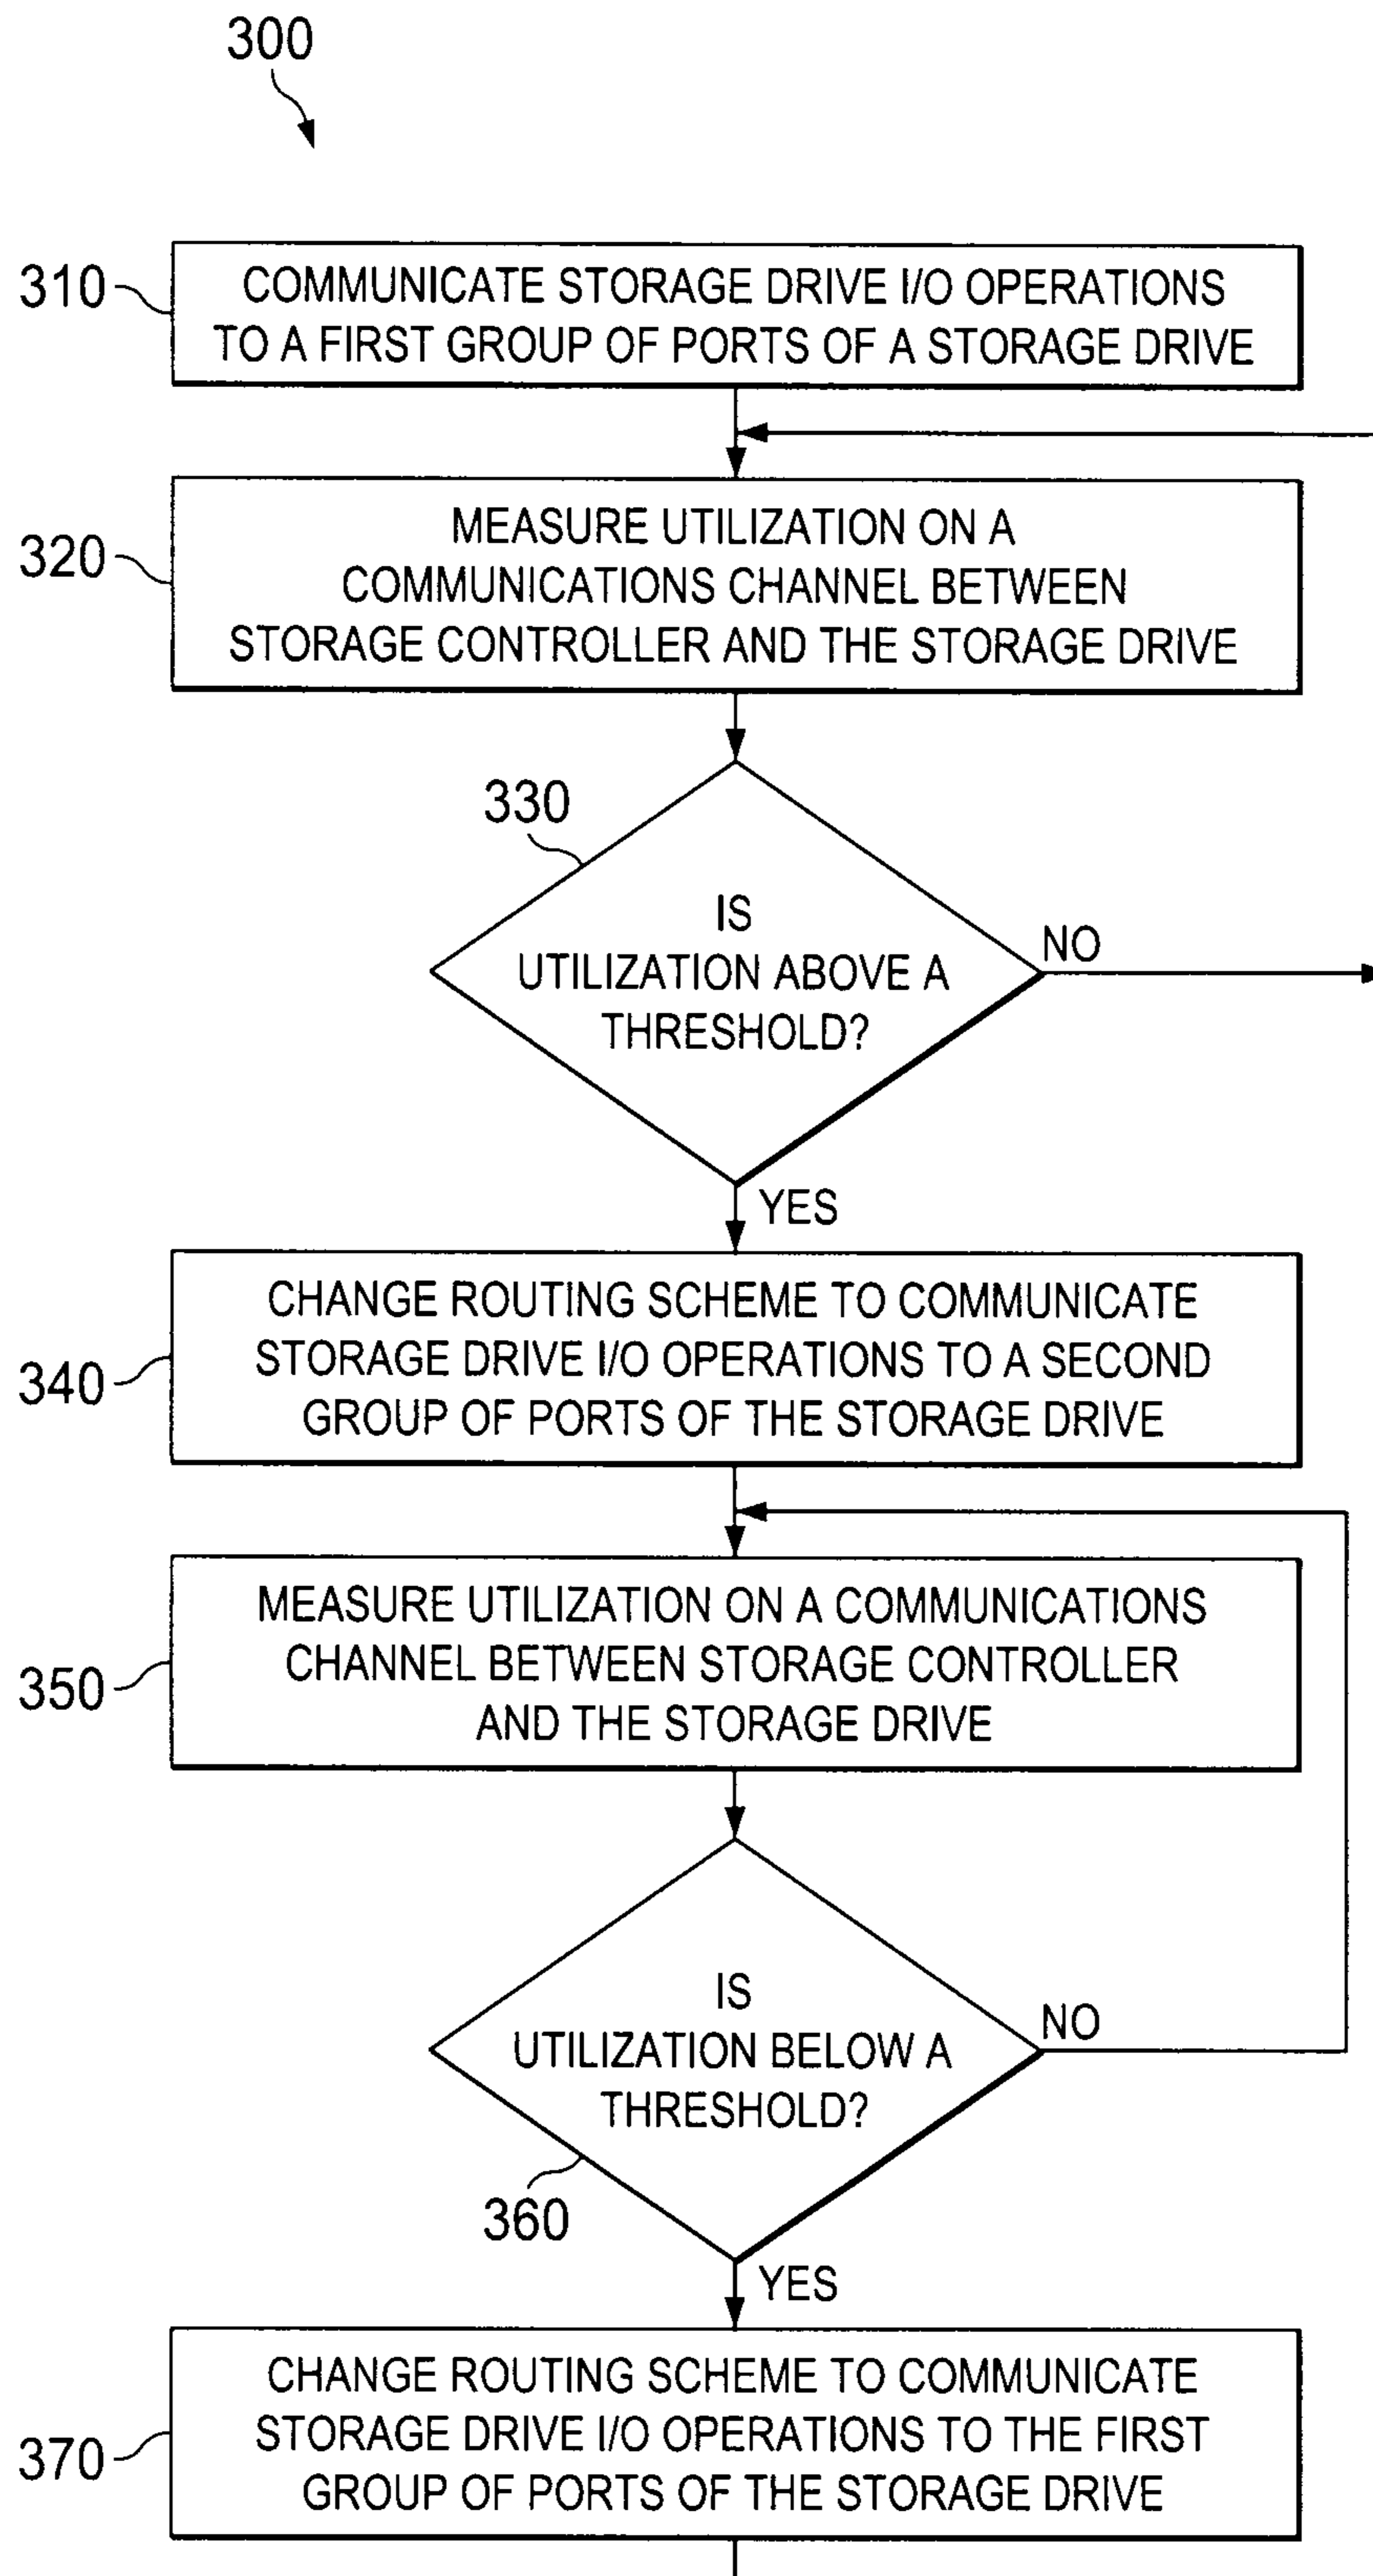 300
310
COMMUNICATE STORAGE DRIVE I/O OPERATIONS
TO A FIRST GROUP OF PORTS OF A STORAGE DRIVE
320
MEASURE UTILIZATION ON A
COMMUNICATIONS CHANNEL BETWEEN
STORAGE CONTROLLER AND THE STORAGE DRIVE
330
IS
UTILIZATION ABOVE A
THRESHOLD?
NO
YES
340
CHANGE ROUTING SCHEME TO COMMUNICATE
STORAGE DRIVE I/O OPERATIONS TO A SECOND
GROUP OF PORTS OF THE STORAGE DRIVE
350
MEASURE UTILIZATION ON A COMMUNICATIONS
CHANNEL BETWEEN STORAGE CONTROLLER
AND THE STORAGE DRIVE
IS
UTILIZATION BELOW A
THRESHOLD?
NO
360
YES
370
CHANGE ROUTING SCHEME TO COMMUNICATE
STORAGE DRIVE I/O OPERATIONS TO THE FIRST
GROUP OF PORTS OF THE STORAGE DRIVE